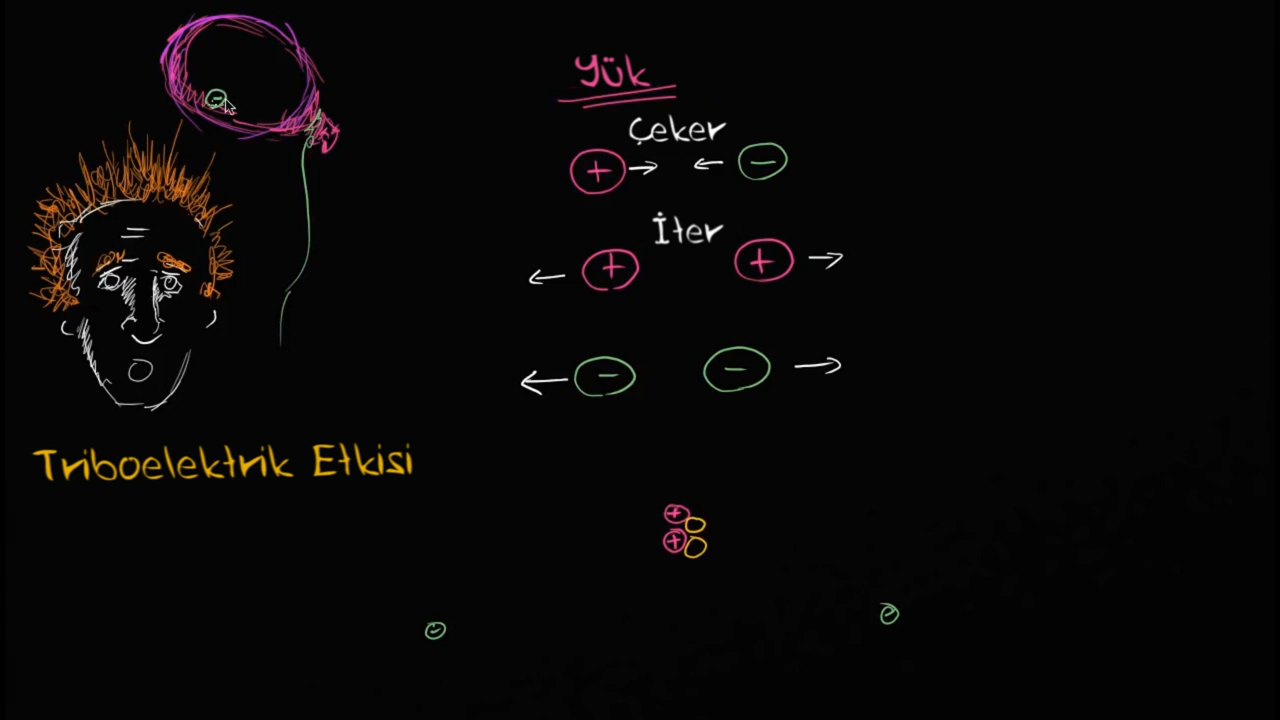 Yük
Çeker
+ -
İter
+ +
- -
Triboelektrik Etkisi
-
+
+
- -